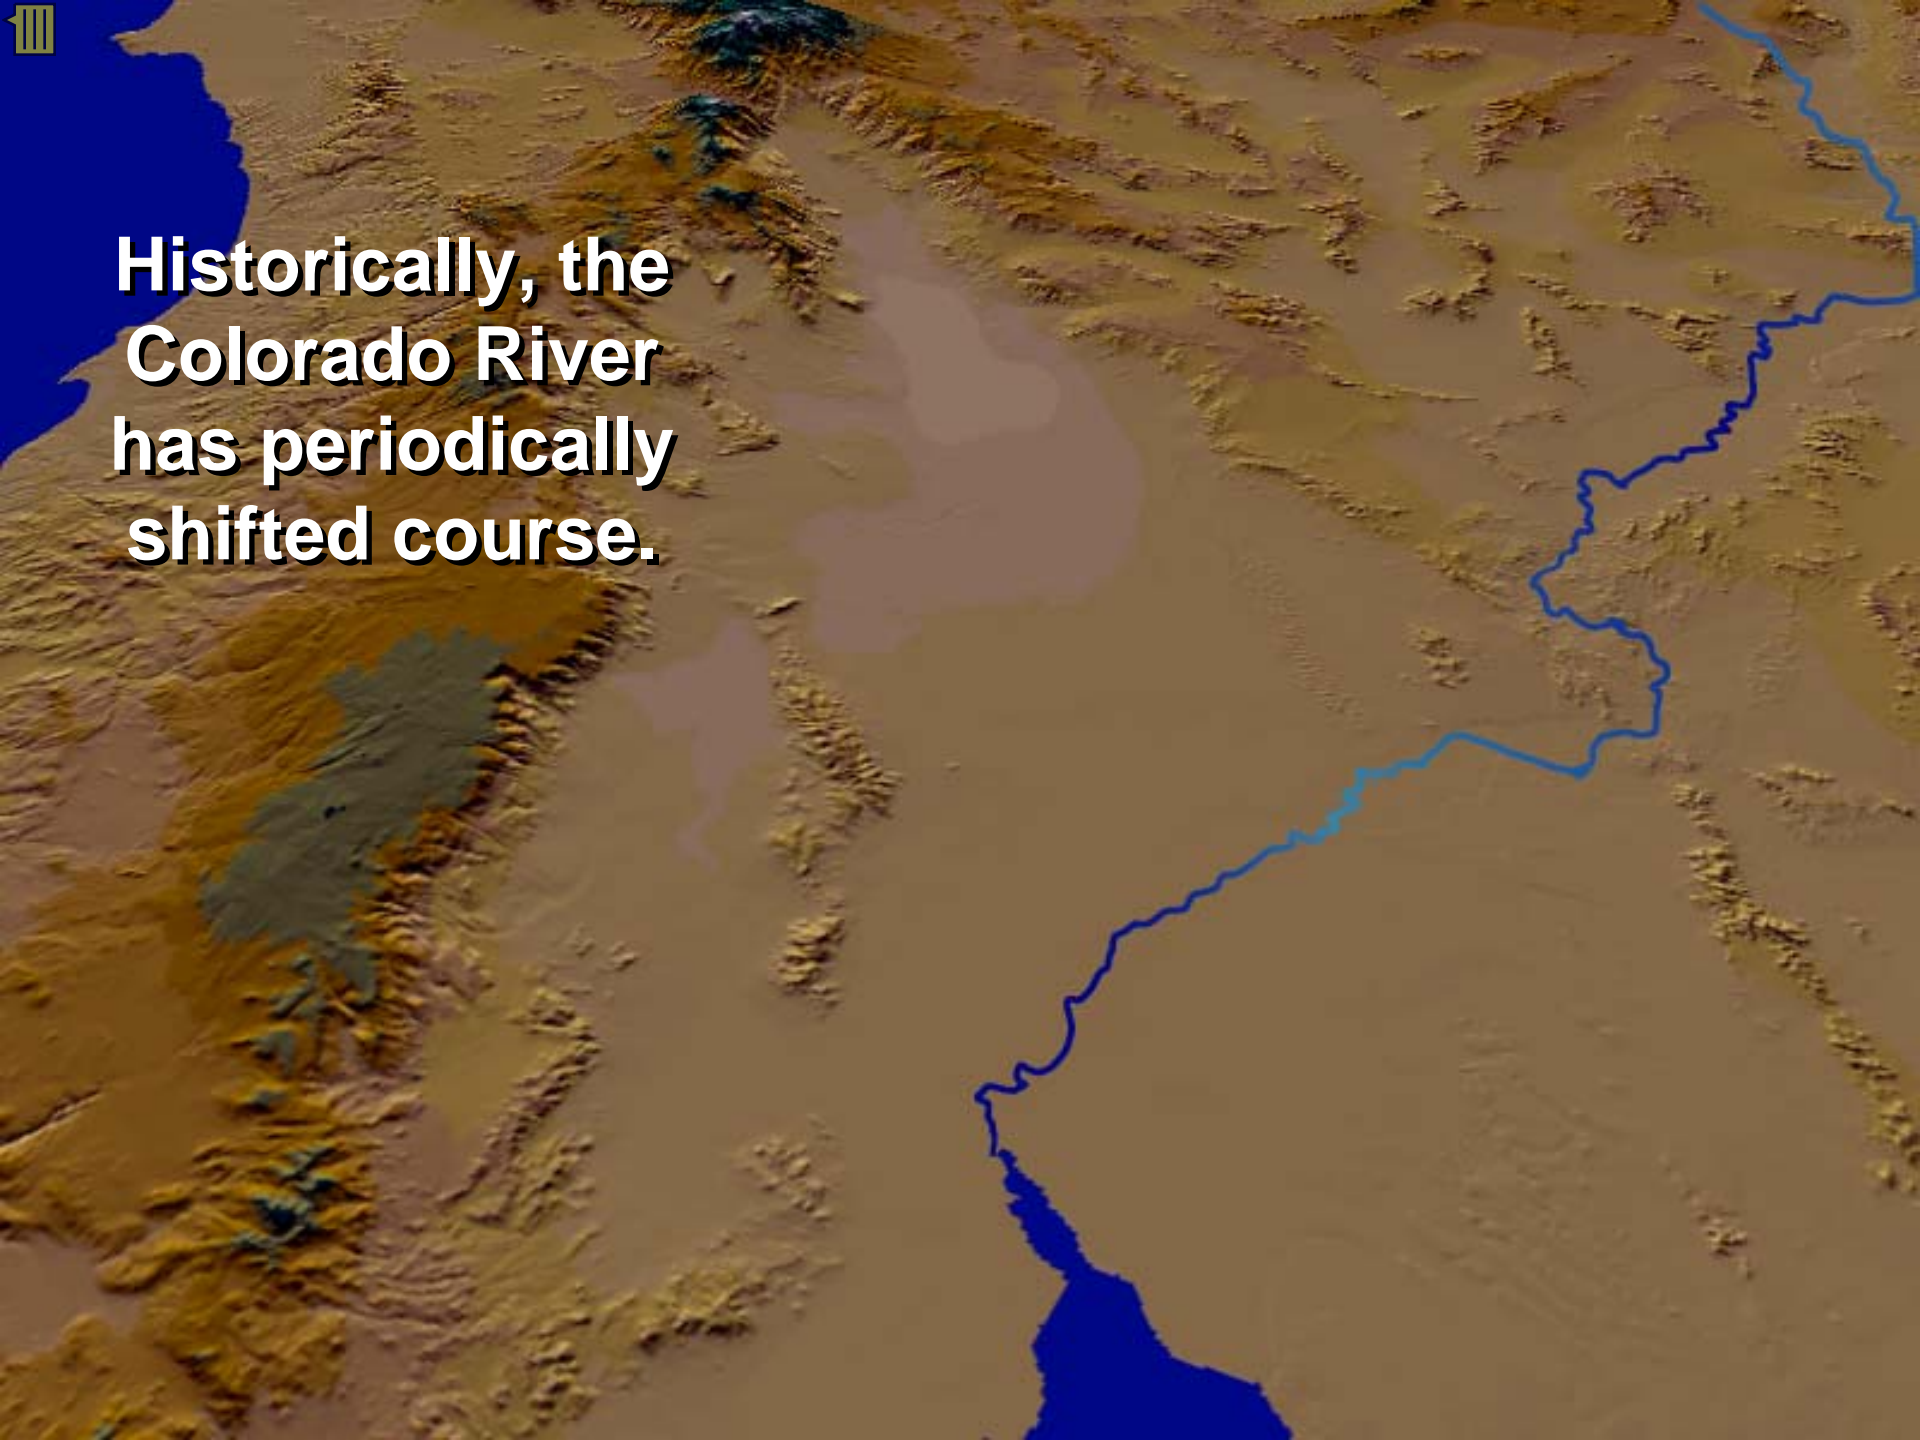 Historically, the
Colorado River
has periodically
shifted course.